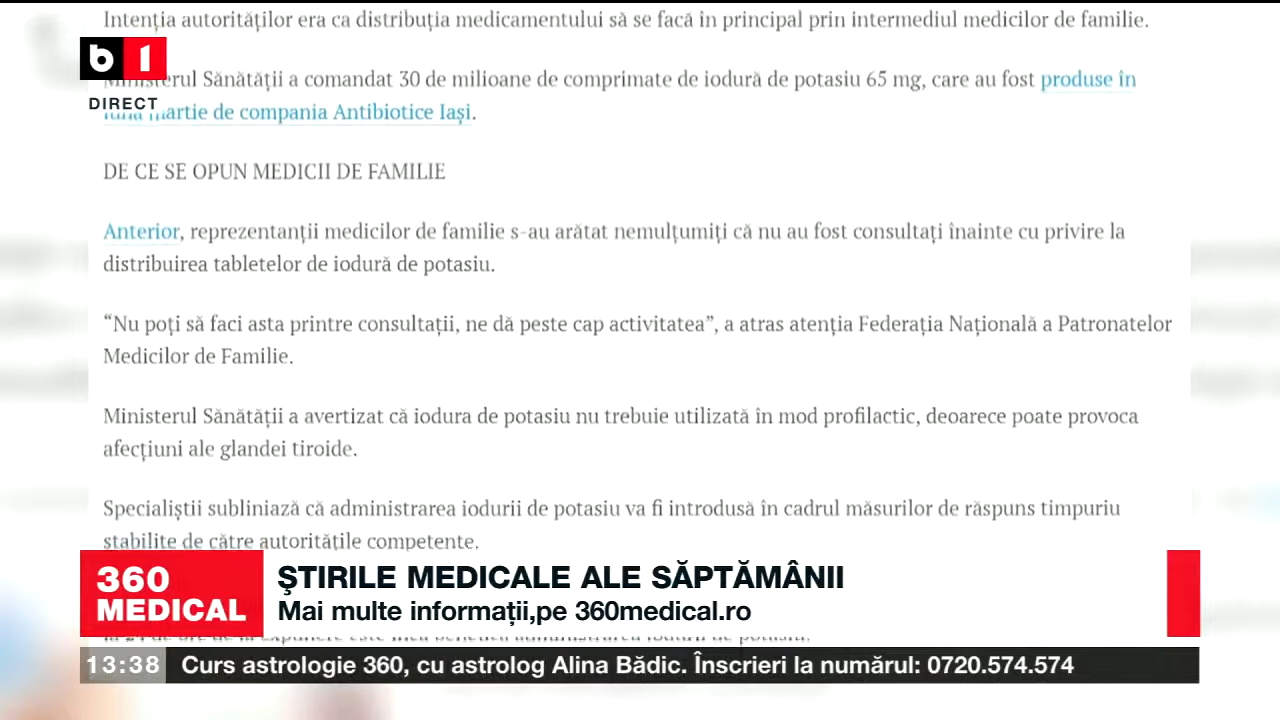 Intenția autorităților era ca distribuția medicamentului să se facă în principal prin intermediul medicilor de familie.
b 1
Ministerul Sănătății a comandat 30 de milioane de comprimate de iodură de potasiu 65 mg, care au fost produse în
DIRECT
luna martie de compania Antibiotice Iași.
DE CE SE OPUN MEDICII DE FAMILIE
Anterior, reprezentanții medicilor de familie s-au arătat nemulțumiți că nu au fost consultați înainte cu privire la
distribuirea tabletelor de iodură de potasiu.
“Nu poți să faci asta printre consultații, ne dă peste cap activitatea”, a atras atenția Federația Națională a Patronatelor
Medicilor de Familie.
Ministerul Sănătății a avertizat că iodura de potasiu nu trebuie utilizată în mod profilactic, deoarece poate provoca
afecțiuni ale glandei tiroide.
Specialiștii subliniază că administrarea iodurii de potasiu va fi introdusă în cadrul măsurilor de răspuns timpuriu
stabilite de către autoritățile competente.
360
MEDICAL
ŞTIRILE MEDICALE ALE SĂPTĂMÂNII
Mai multe informații,pe 360medical.ro
13:38
Curs astrologie 360, cu astrolog Alina Bădic. Înscrieri la numărul: 0720.574.574